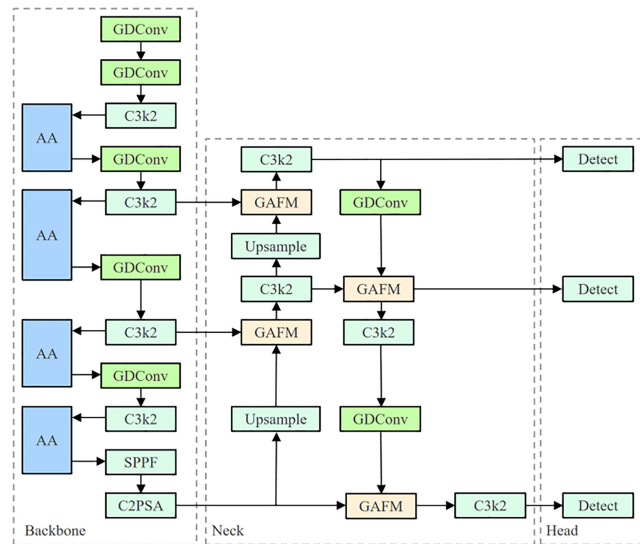 GDConv
GDConv
C3k2
AA
GDConv
C3k2
AA
GDConv
C3k2
AA
GDConv
C3k2
AA
SPPF
C2PSA
Backbone
C3k2
GAFM
GDConv
Upsample
C3k2
GAFM
GAFM
C3k2
Upsample
GDConv
GAFM
C3k2
Neck
Detect
Detect
Detect
Head